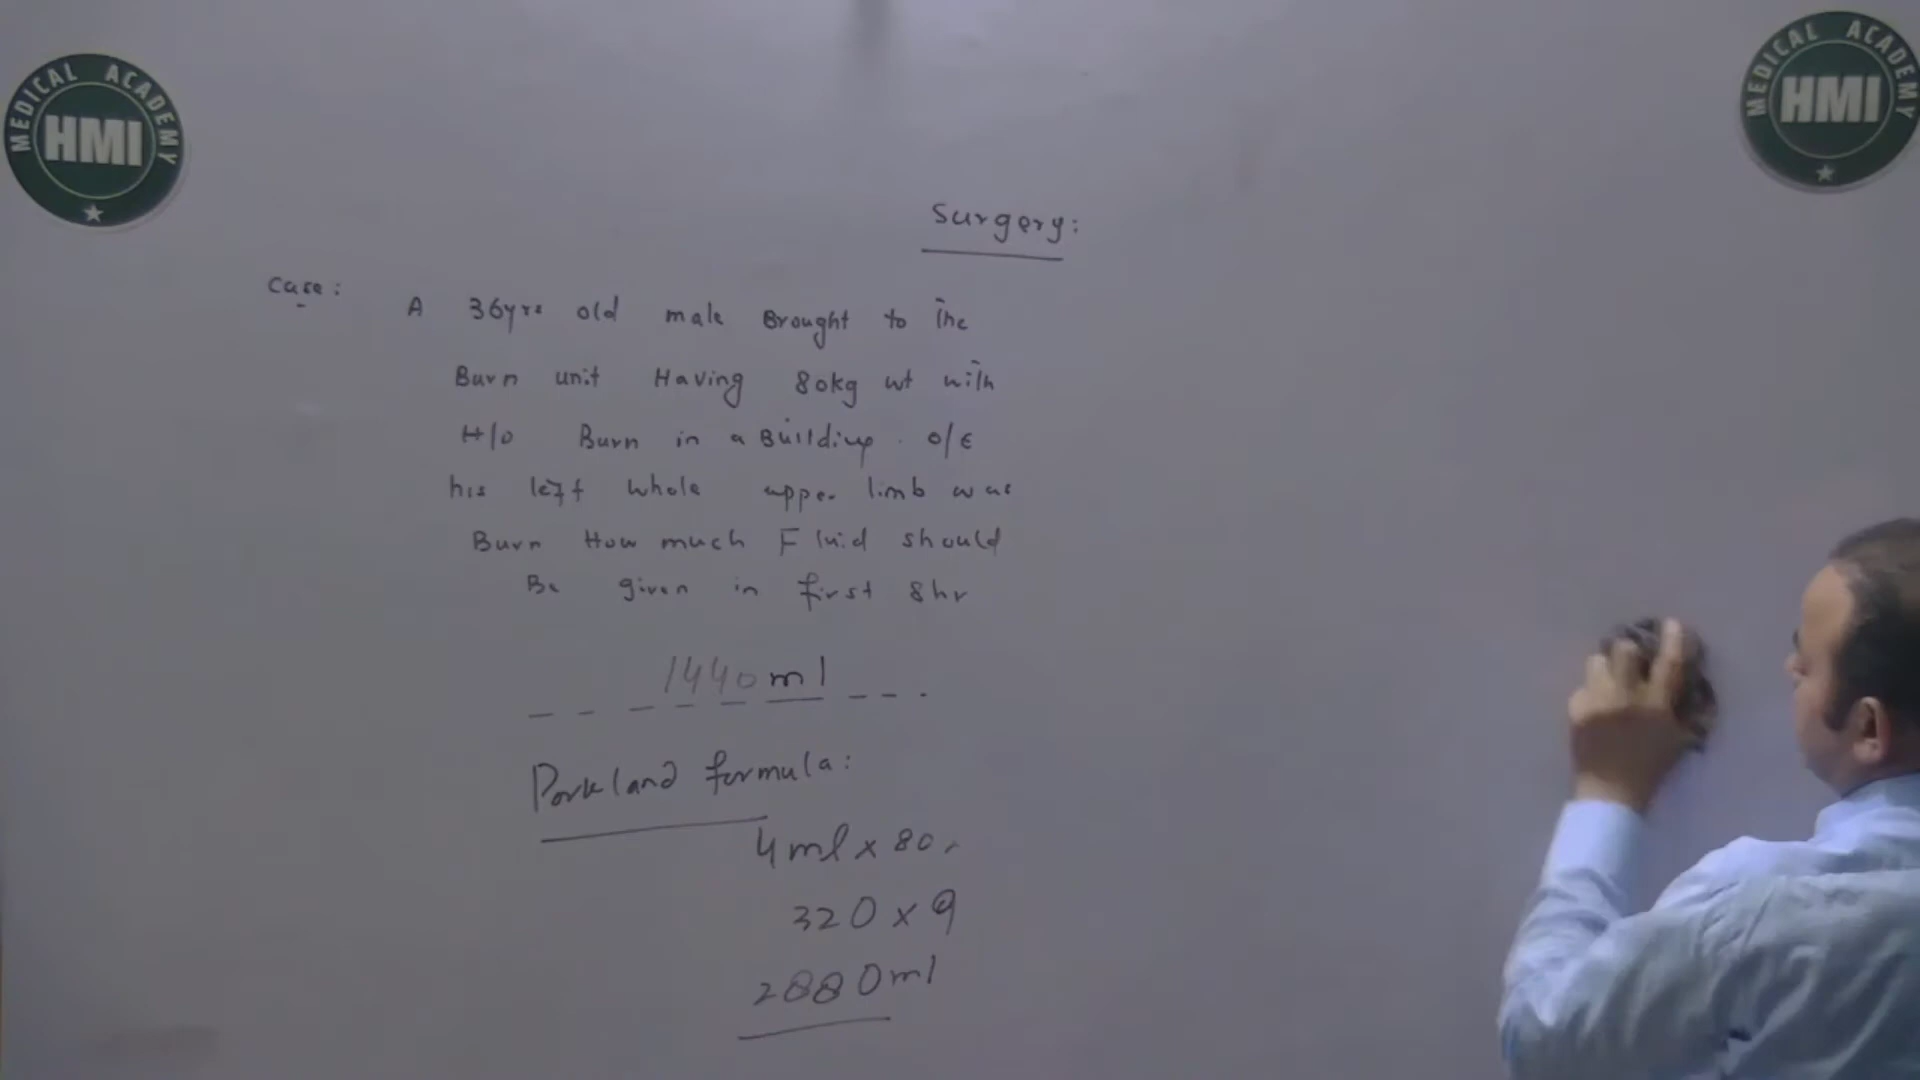 MEDICAL ACADEMY
HMI
MEDICAL ACADEMY
HMI
Surgery:
Case: A 36yrs old male Brought to the
Burn unit Having 80kg wt with
H/O Burn in a Building. O/E
his left whole upper limb was
Burn How much Fluid should
Be given in first 8hr
1440ml
Parkland formula:
4ml x 80
320 x 9
2880ml